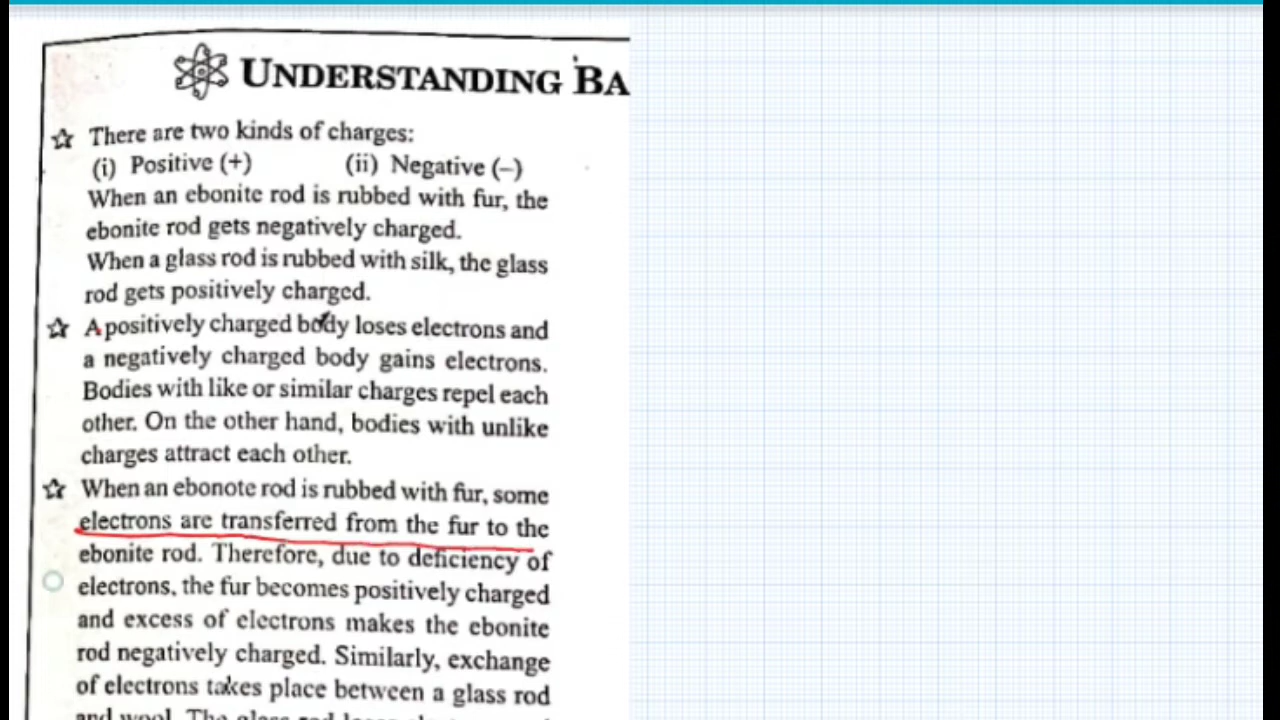 UNDERSTANDING BA
There are two kinds of charges:
(i) Positive (+) (ii) Negative (–)
When an ebonite rod is rubbed with fur, the
ebonite rod gets negatively charged.
When a glass rod is rubbed with silk, the glass
rod gets positively charged.
A positively charged body loses electrons and
a negatively charged body gains electrons.
Bodies with like or similar charges repel each
other. On the other hand, bodies with unlike
charges attract each other.
When an ebonote rod is rubbed with fur, some
electrons are transferred from the fur to the
ebonite rod. Therefore, due to deficiency of
electrons, the fur becomes positively charged
and excess of electrons makes the ebonite
rod negatively charged. Similarly, exchange
of electrons takes place between a glass rod
and wool. The glass rod loses